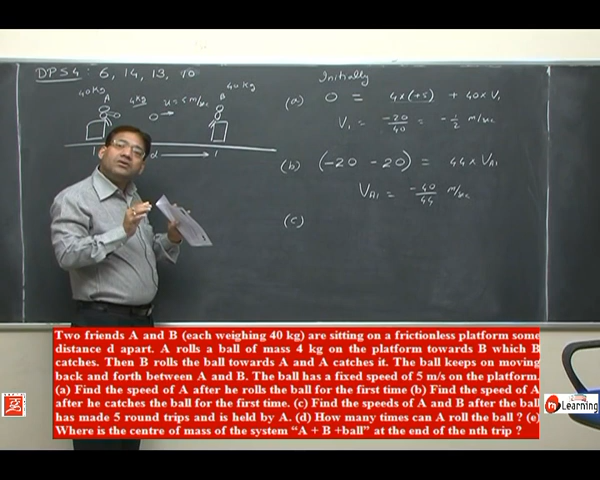 DPS4 : 6, 14, 13, 10
Initially
40 kg
A
4kg
u = 5 m/sec
B
40 kg
d
(a) 0 = 4×(+5) + 40×V₁
V₁ = -20/40 = -1/2 m/sec
(b) (-20 - 20) = 44×V_A1
V_A1 = -40/44 m/sec
(c)
Two friends A and B (each weighing 40 kg) are sitting on a frictionless platform some
distance d apart. A rolls a ball of mass 4 kg on the platform towards B which B
catches. Then B rolls the ball towards A and A catches it. The ball keeps on moving
back and forth between A and B. The ball has a fixed speed of 5 m/s on the platform.
(a) Find the speed of A after he rolls the ball for the first time (b) Find the speed of A
after he catches the ball for the first time. (c) Find the speeds of A and B after the ball
has made 5 round trips and is held by A. (d) How many times can A roll the ball ? (e)
Where is the centre of mass of the system “A + B +ball” at the end of the nth trip ?
Learning